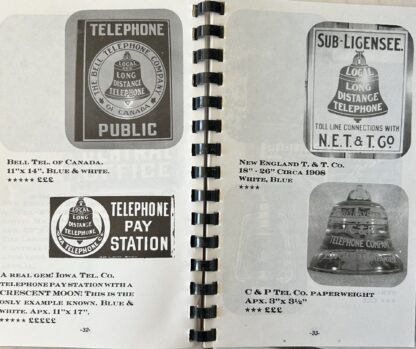 TELEPHONE
THE BELL TELEPHONE COMPANY
OF CANADA
LOCAL
AND
LONG
DISTANCE
TELEPHONE
PUBLIC
BELL TEL. OF CANADA.
11"x 14", BLUE & WHITE.
***** £££
LOCAL
LONG
DISTANCE
TELEPHONE
TELEPHONE
PAY
STATION
A REAL GEM! IOWA TEL CO.
TELEPHONE PAY STATION WITH A
CRESCENT MOON! THIS IS THE
ONLY EXAMPLE KNOWN. BLUE &
WHITE. APX. 11"X 17".
***** £££££
-32-
SUB-LICENSEE.
LOCAL
LONG
DISTANCE
TELEPHONE
TOLL LINE CONNECTIONS WITH
N.E.T.& T.CO.
NEW ENGLAND T. & T. CO.
18" - 26" CIRCA 1908
WHITE, BLUE
****
TELEPHONE COMPANY
C & P TEL CO. PAPERWEIGHT
APX. 3"X 3½"
*** £££
-33-